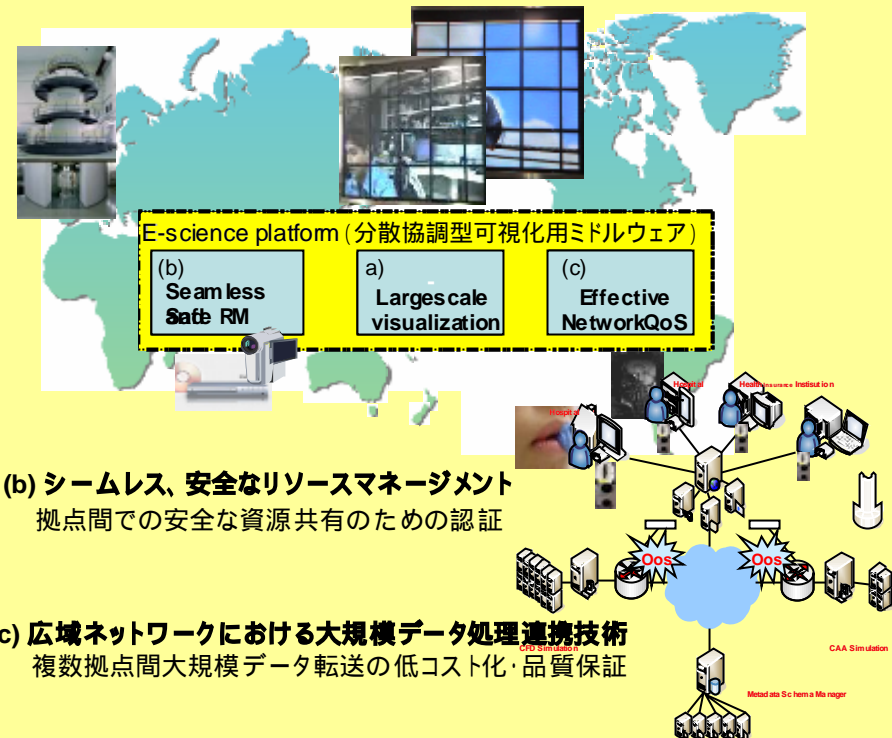 E-science platform (分散協調型可視化用ミドルウェア)
(b)
Seamless
Safe RM
a)
Largescale
visualization
(c)
Effective
NetworkQoS
Hospital
Health Insurance Instisution
Hospital
(b) シームレス、安全なリソースマネージメント
拠点間での安全な資源共有のための認証
Qos
Qos
c) 広域ネットワークにおける大規模データ処理連携技術
複数拠点間大規模データ転送の低コスト化・品質保証
CFD Simulation
CAA Simulation
Metadata Schema Manager